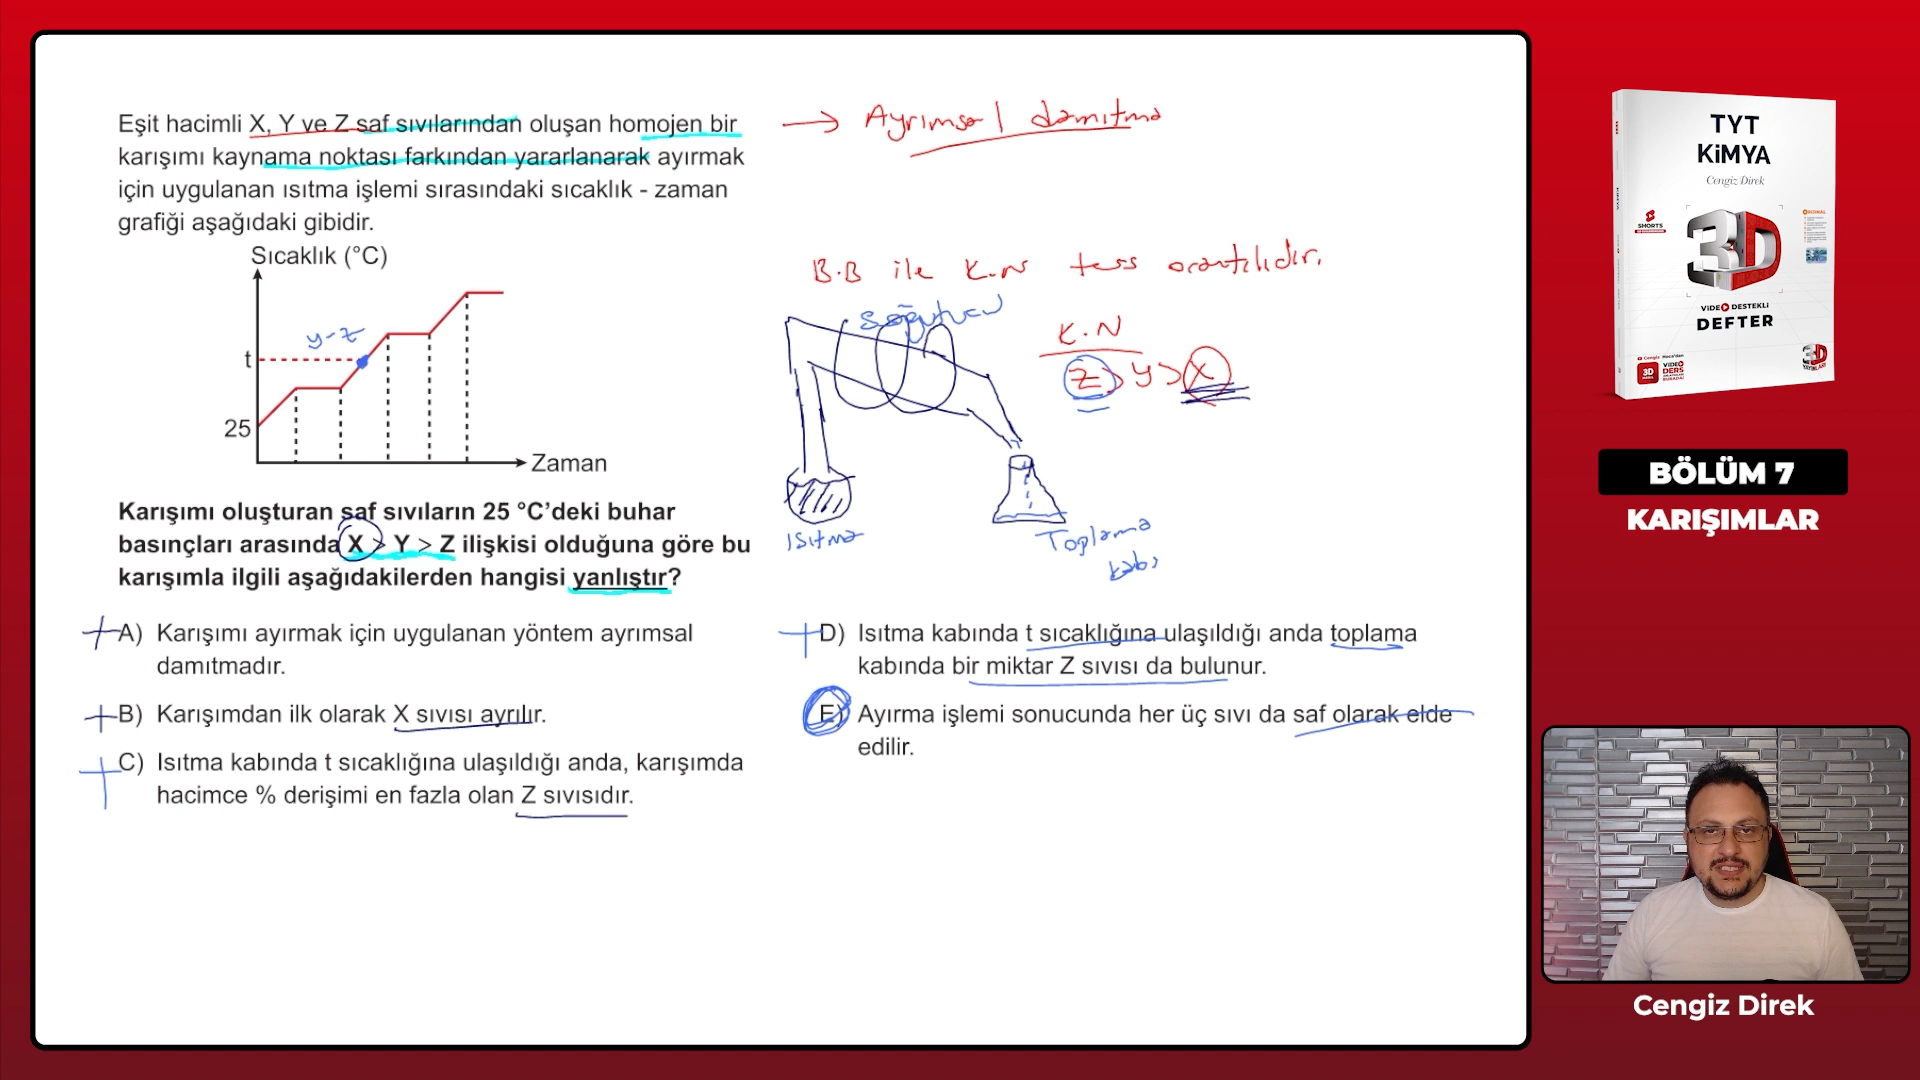 Eşit hacimli X, Y ve Z saf sıvılarından oluşan homojen bir
karışımı kaynama noktası farkından yararlanarak ayırmak
için uygulanan ısıtma işlemi sırasındaki sıcaklık - zaman
grafiği aşağıdaki gibidir.
Sıcaklık (°C)
y-z
t
25
Zaman
Karışımı oluşturan saf sıvıların 25 °C'deki buhar
basınçları arasında X > Y > Z ilişkisi olduğuna göre bu
karışımla ilgili aşağıdakilerden hangisi yanlıştır?
A) Karışımı ayırmak için uygulanan yöntem ayrımsal
damıtmadır.
B) Karışımdan ilk olarak X sıvısı ayrılır.
C) Isıtma kabında t sıcaklığına ulaşıldığı anda, karışımda
hacimce % derişimi en fazla olan Z sıvısıdır.
→ Ayrımsal damıtma
B.B ile K.N ters orantılıdır.
Soğutucu
K.N
Z > y > X
Isıtma
Toplama
kabı
D) Isıtma kabında t sıcaklığına ulaşıldığı anda toplama
kabında bir miktar Z sıvısı da bulunur.
E) Ayırma işlemi sonucunda her üç sıvı da saf olarak elde
edilir.
TYT
KİMYA
Cengiz Direk
SHORTS
3D
VİDEO DESTEKLİ
DEFTER
BÖLÜM 7
KARIŞIMLAR
Cengiz Direk